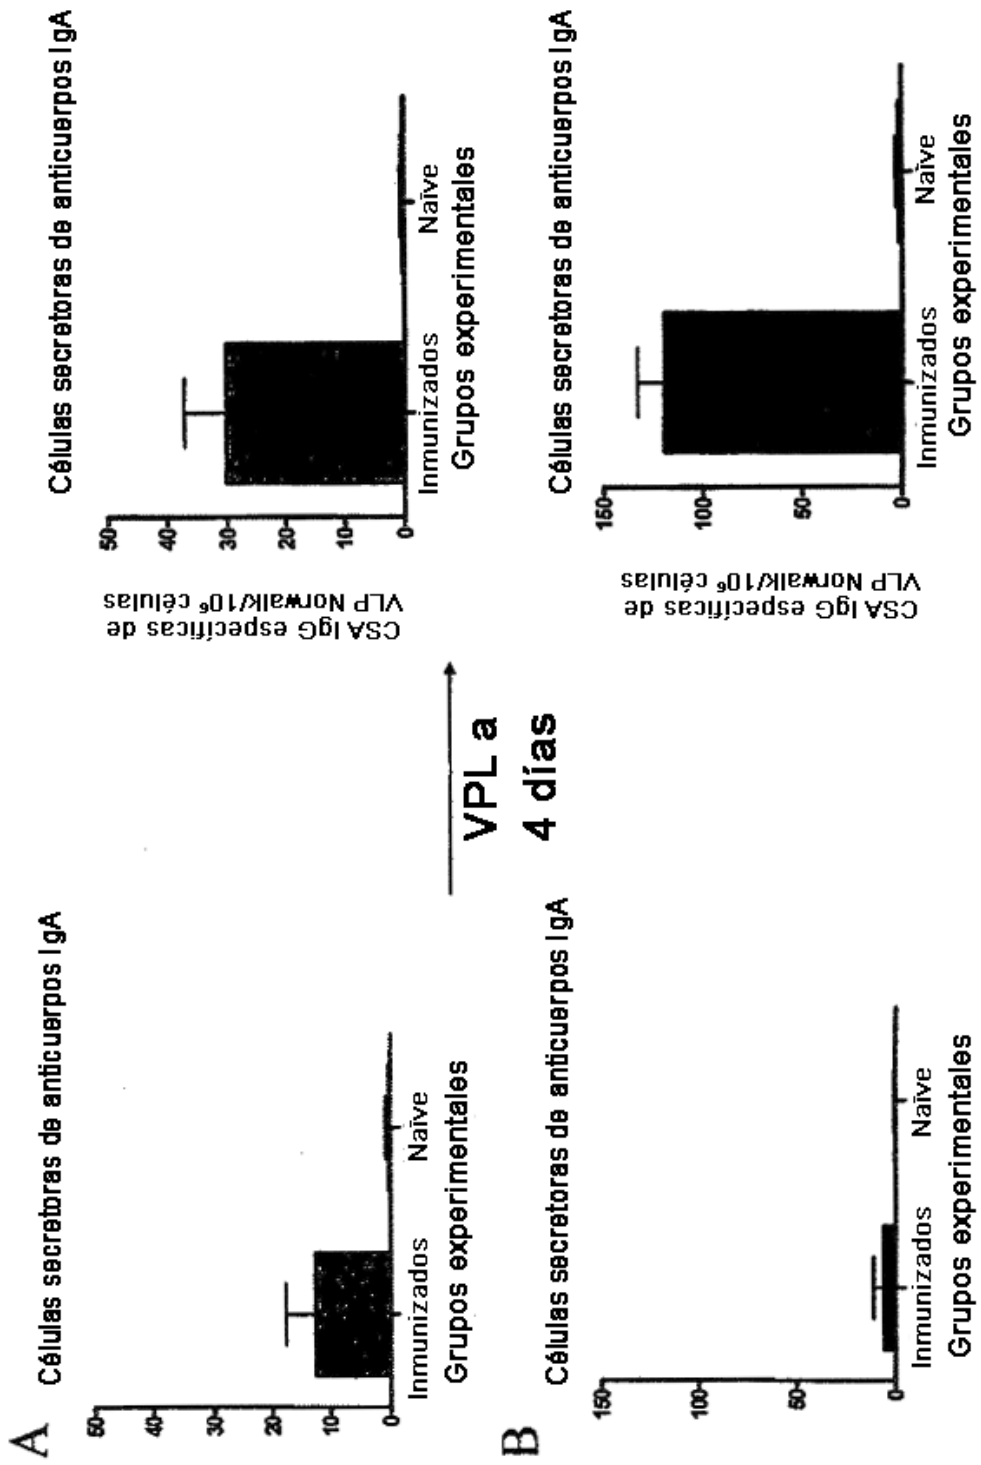 A
Células secretoras de anticuerpos IgA
50
40
30
20
10
0
Inmunizados
Naïve
Grupos experimentales
VPL a
4 días
Células secretoras de anticuerpos IgA
CSA IgG específicas de
VLP Norwalk/10⁶ células
50
40
30
20
10
0
Inmunizados
Naïve
Grupos experimentales
B
Células secretoras de anticuerpos IgA
150
100
50
0
Inmunizados
Naïve
Grupos experimentales
Células secretoras de anticuerpos IgA
CSA IgG específicas de
VLP Norwalk/10⁶ células
150
100
50
0
Inmunizados
Naïve
Grupos experimentales